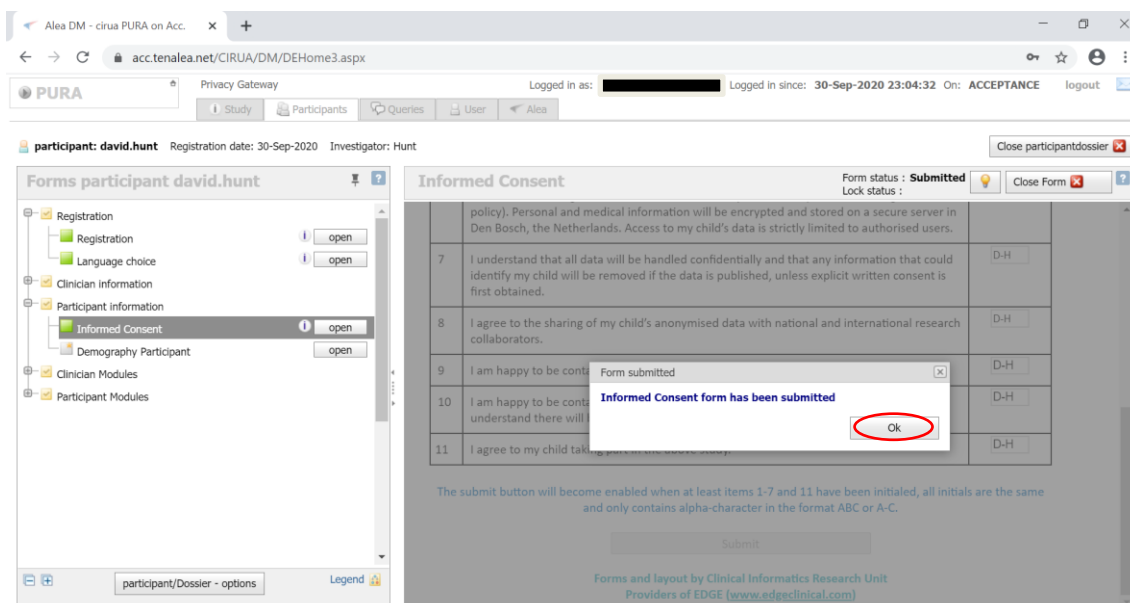 Alea DM - cirua PURA on Acc.
acc.tenalea.net/CIRUA/DM/DEHome3.aspx
PURA
Privacy Gateway
Logged in as:
Logged in since: 30-Sep-2020 23:04:32 On: ACCEPTANCE
logout
Study
Participants
Queries
User
Alea
participant: david.hunt Registration date: 30-Sep-2020 Investigator: Hunt
Close participantdossier
Forms participant david.hunt
Registration
Registration
open
Language choice
open
Clinician information
Participant information
Informed Consent
open
Demography Participant
open
Clinician Modules
Participant Modules
participant/Dossier - options
Legend
Informed Consent
Form status : Submitted
Lock status :
Close Form
policy). Personal and medical information will be encrypted and stored on a secure server in
Den Bosch, the Netherlands. Access to my child's data is strictly limited to authorised users.
7 I understand that all data will be handled confidentially and that any information that could D-H
identify my child will be removed if the data is published, unless explicit written consent is
first obtained.
8 I agree to the sharing of my child's anonymised data with national and international research D-H
collaborators.
9 I am happy to be conta D-H
10 I am happy to be conta D-H
understand there will
11 I agree to my child taking part in the above study. D-H
Form submitted
Informed Consent form has been submitted
Ok
The submit button will become enabled when at least items 1-7 and 11 have been initialed, all initials are the same
and only contains alpha-character in the format ABC or A-C.
Submit
Forms and layout by Clinical Informatics Research Unit
Providers of EDGE (www.edgeclinical.com)